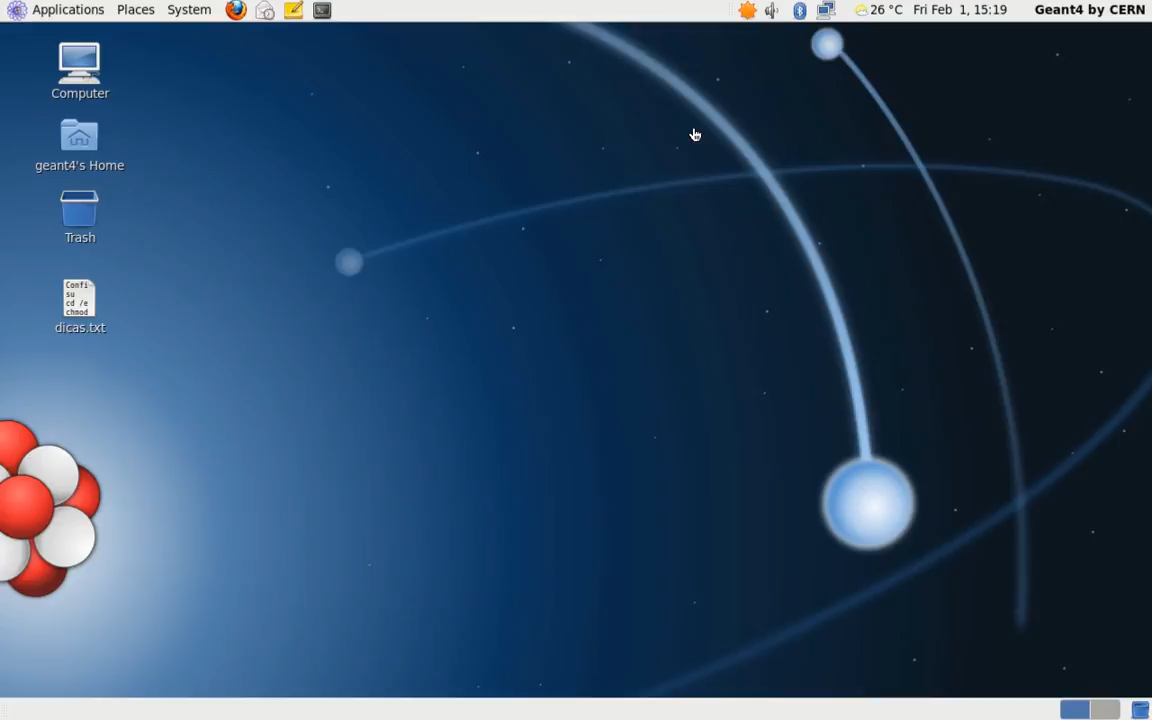 Applications Places System 26 °C Fri Feb 1, 15:19 Geant4 by CERN
Computer
geant4's Home
Trash
Confi
su
cd /e
chmod
dicas.txt